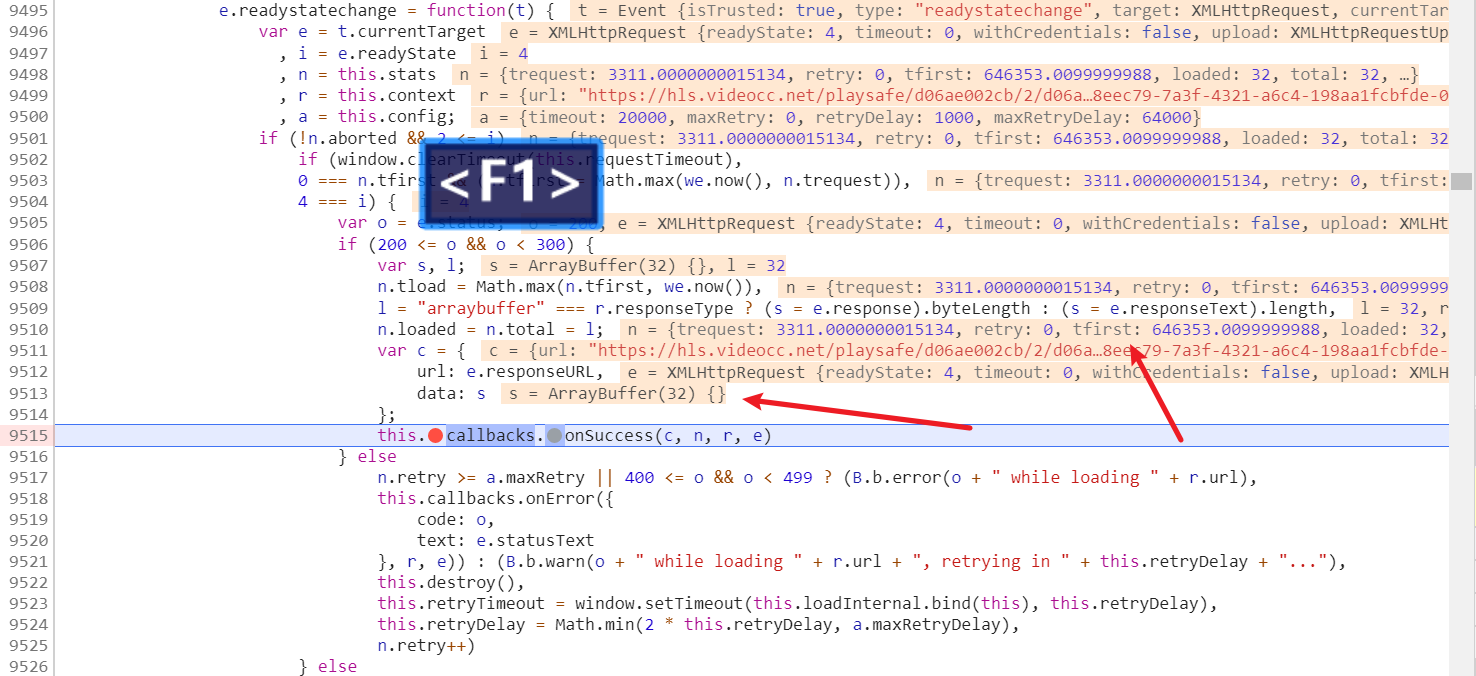 9495 e.readystatechange = function(t) { t = Event {isTrusted: true, type: "readystatechange", target: XMLHttpRequest, currentTar
9496 var e = t.currentTarget e = XMLHttpRequest {readyState: 4, timeout: 0, withCredentials: false, upload: XMLHttpRequestUp
9497 , i = e.readyState i = 4
9498 , n = this.stats n = {trequest: 3311.0000000015134, retry: 0, tfirst: 646353.0099999988, loaded: 32, total: 32, …}
9499 , r = this.context r = {url: "https://hls.videocc.net/playsafe/d06ae002cb/2/d06a…8eec79-7a3f-4321-a6c4-198aa1fcbfde-0
9500 , a = this.config; a = {timeout: 20000, maxRetry: 0, retryDelay: 1000, maxRetryDelay: 64000}
9501 if (!n.aborted && 2 <= i) n = {trequest: 3311.0000000015134, retry: 0, tfirst: 646353.0099999988, loaded: 32, total: 32
9502 if (window.clearTimeout(this.requestTimeout),
9503 0 === n.tfirst && (n.tfirst = Math.max(we.now(), n.trequest)), n = {trequest: 3311.0000000015134, retry: 0, tfirst:
<F1>
9504 4 === i) { i = 4
9505 var o = e.status; o = 200, e = XMLHttpRequest {readyState: 4, timeout: 0, withCredentials: false, upload: XMLHt
9506 if (200 <= o && o < 300) {
9507 var s, l; s = ArrayBuffer(32) {}, l = 32
9508 n.tload = Math.max(n.tfirst, we.now()), n = {trequest: 3311.0000000015134, retry: 0, tfirst: 646353.0099999
9509 l = "arraybuffer" === r.responseType ? (s = e.response).byteLength : (s = e.responseText).length, l = 32, r
9510 n.loaded = n.total = l; n = {trequest: 3311.0000000015134, retry: 0, tfirst: 646353.0099999988, loaded: 32,
9511 var c = { c = {url: "https://hls.videocc.net/playsafe/d06ae002cb/2/d06a…8eec79-7a3f-4321-a6c4-198aa1fcbfde-
9512 url: e.responseURL, e = XMLHttpRequest {readyState: 4, timeout: 0, withCredentials: false, upload: XMLH
9513 data: s s = ArrayBuffer(32) {}
9514 };
9515 this.callbacks.onSuccess(c, n, r, e)
9516 } else
9517 n.retry >= a.maxRetry || 400 <= o && o < 499 ? (B.b.error(o + " while loading " + r.url),
9518 this.callbacks.onError({
9519 code: o,
9520 text: e.statusText
9521 }, r, e)) : (B.b.warn(o + " while loading " + r.url + ", retrying in " + this.retryDelay + "..."),
9522 this.destroy(),
9523 this.retryTimeout = window.setTimeout(this.loadInternal.bind(this), this.retryDelay),
9524 this.retryDelay = Math.min(2 * this.retryDelay, a.maxRetryDelay),
9525 n.retry++)
9526 } else